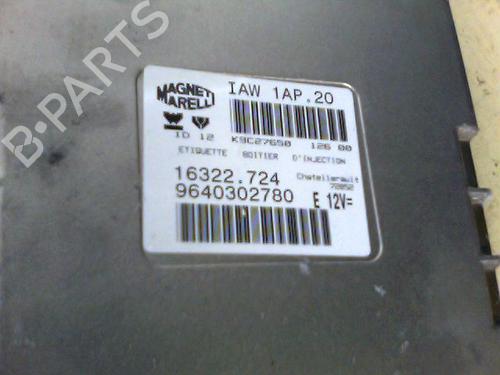 B-PARTS
MAGNETI
MARELLI
IAW 1AP.20
ID 12 K9C27650 126 00
ETIQUETTE BOITIER D'INJECTION
16322.724 Chatellerault
72852
9640302780 E 12V=